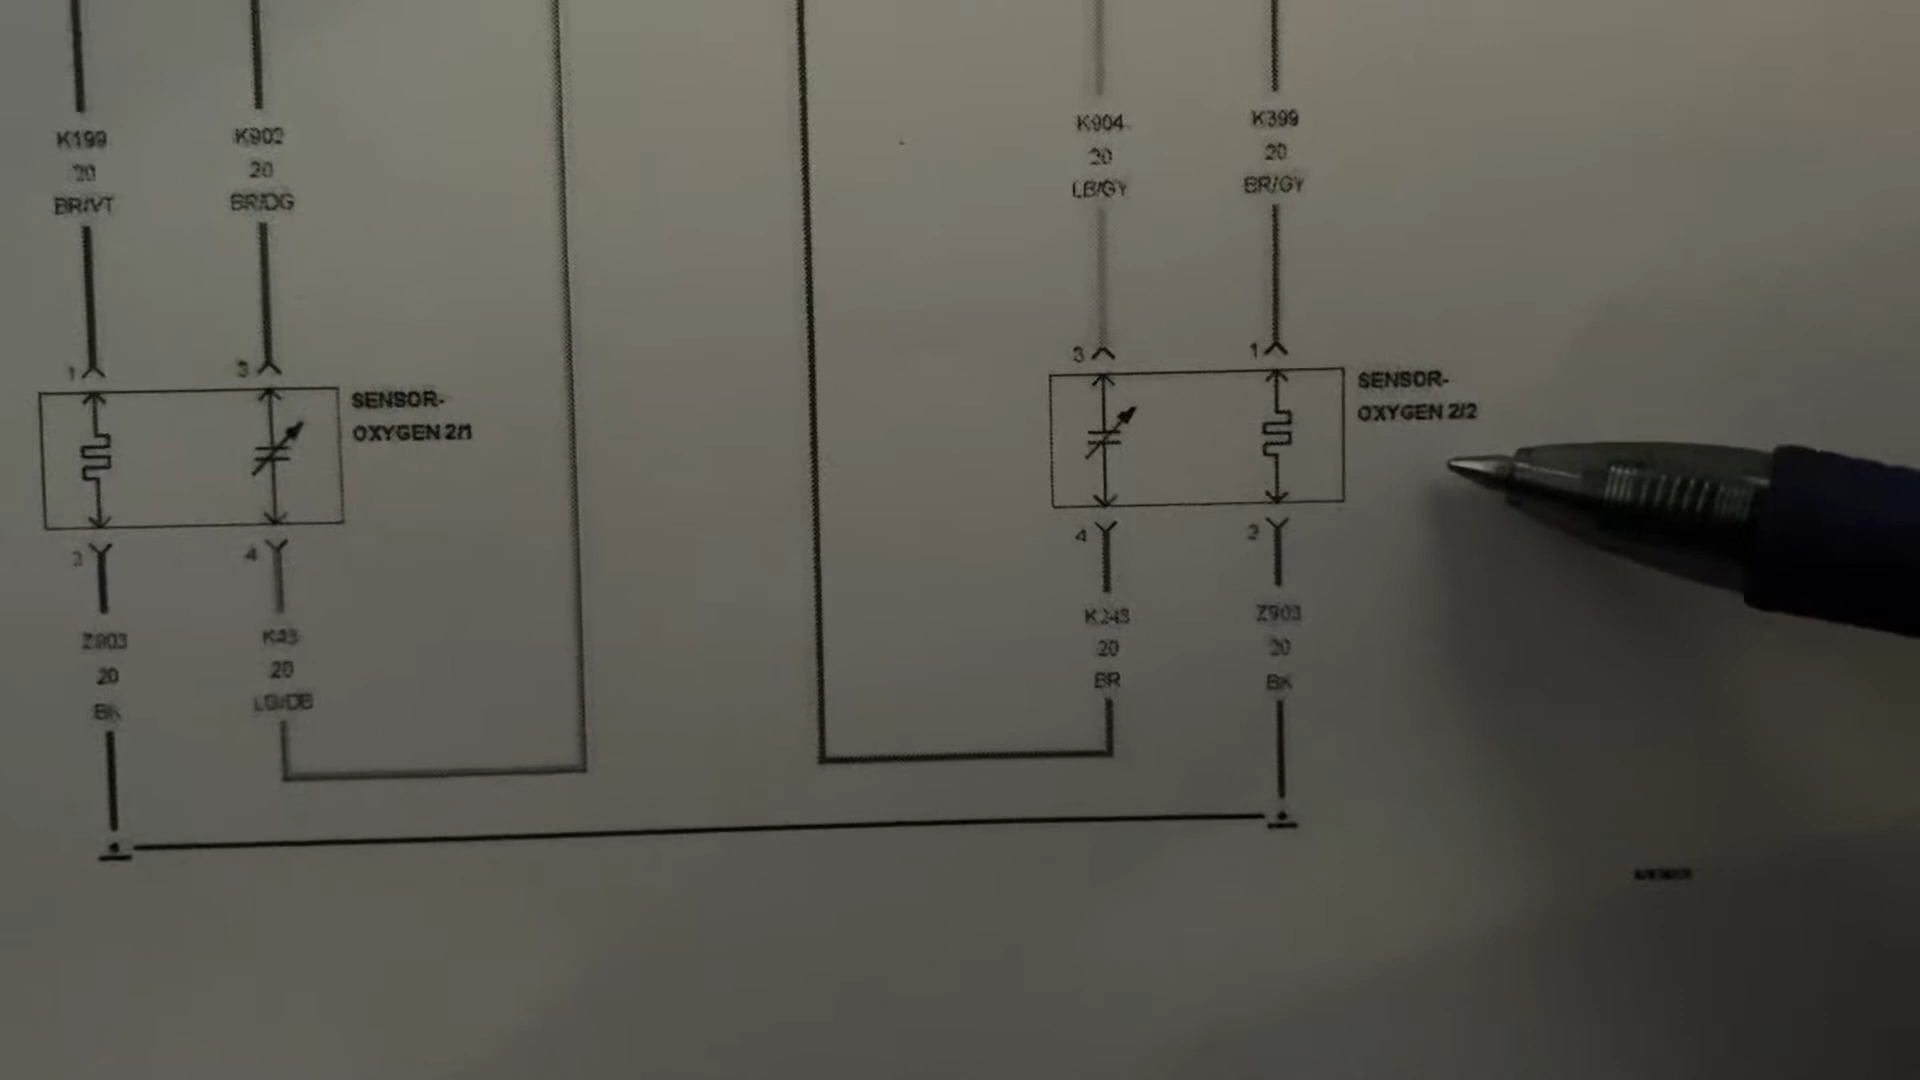 K199
20
BR/VT
K902
20
BR/DG
K904
20
LB/GY
K399
20
BR/GY
1
3
SENSOR-
OXYGEN 2/1
3
1
SENSOR-
OXYGEN 2/2
4
4
2
Z903
20
BK
K43
20
LB/DB
K243
20
BR
Z903
20
BK